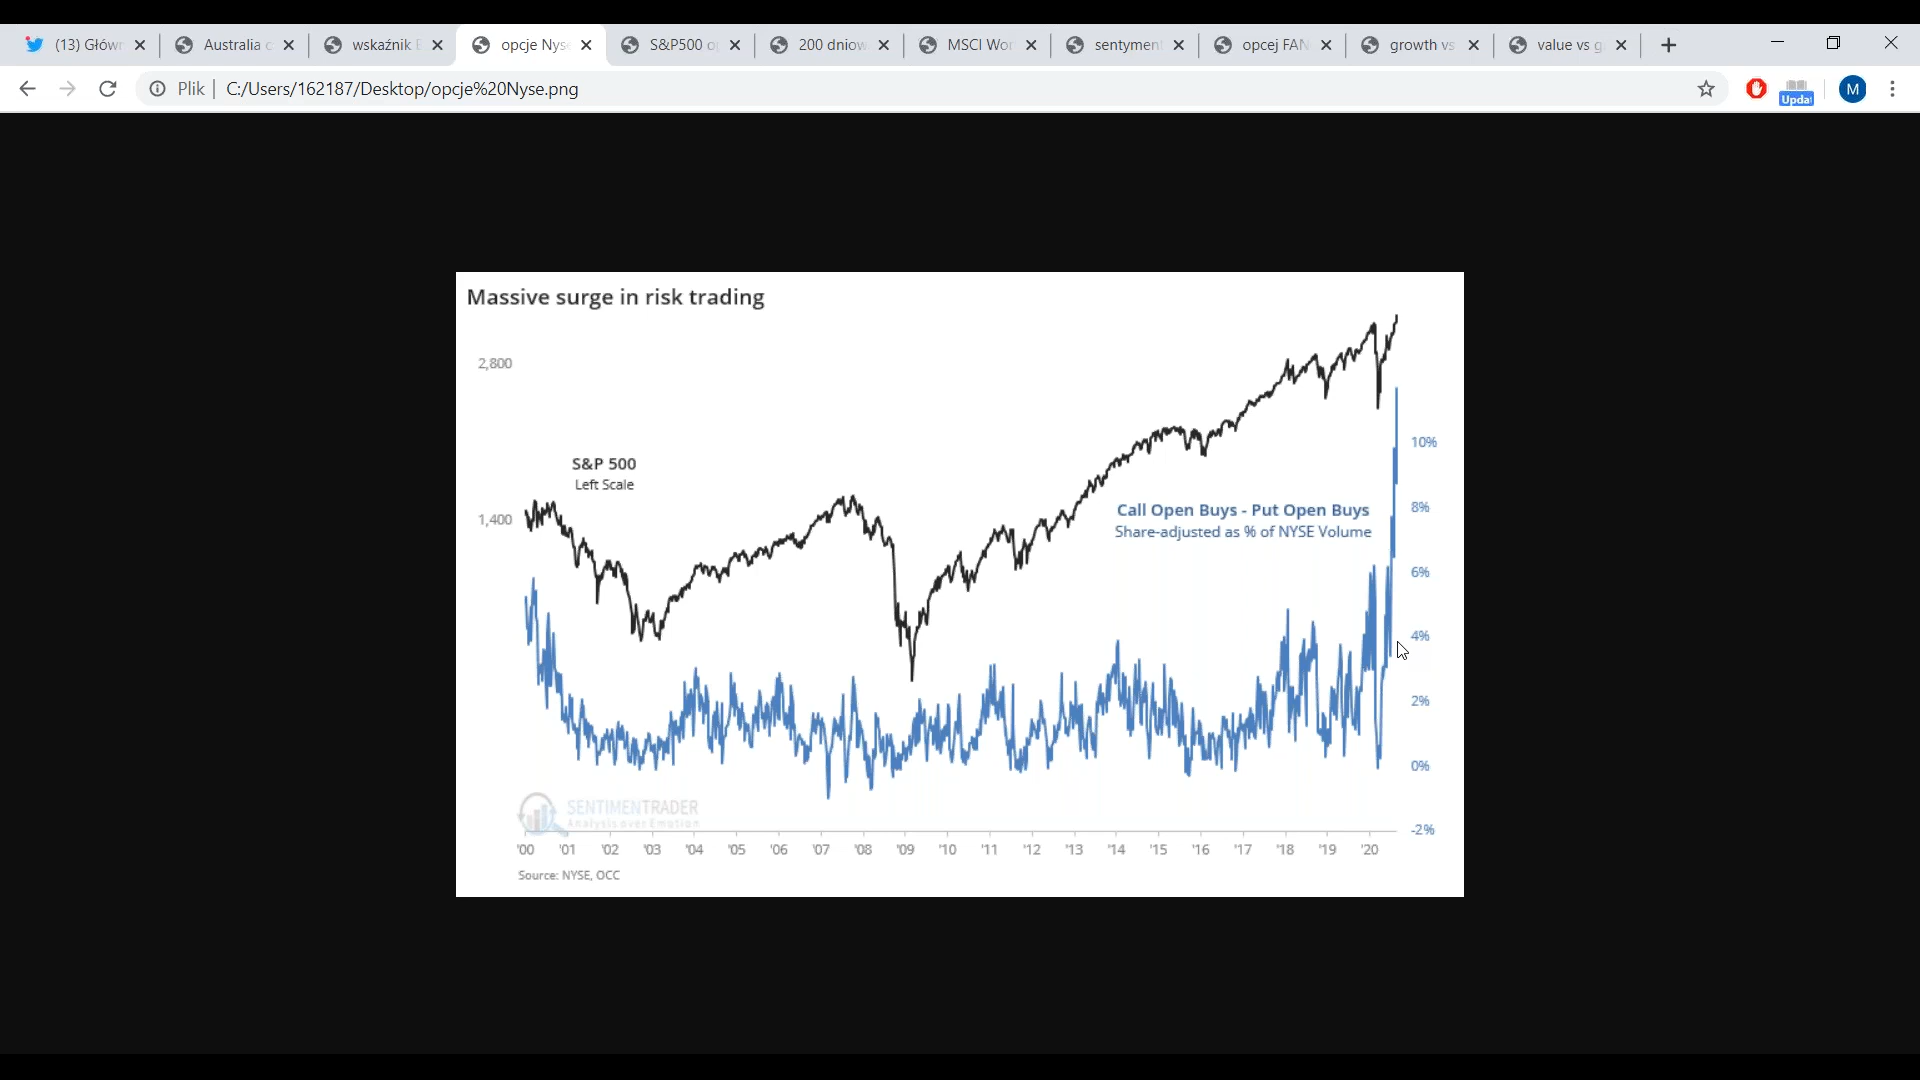 (13) Główn
Australia c
wskaźnik B
opcje Nys
S&P500 o
200 dniow
MSCI Wor
sentymen
opcej FAN
growth vs
value vs g
Plik
C:/Users/162187/Desktop/opcje%20Nyse.png
Updat
M
Massive surge in risk trading
2,800
10%
S&P 500
Left Scale
Call Open Buys - Put Open Buys
Share-adjusted as % of NYSE Volume
8%
1,400
6%
4%
2%
0%
SENTIMENTRADER
Analysis over Emotion
-2%
'00 '01 '02 '03 '04 '05 '06 '07 '08 '09 '10 '11 '12 '13 '14 '15 '16 '17 '18 '19 '20
Source: NYSE, OCC